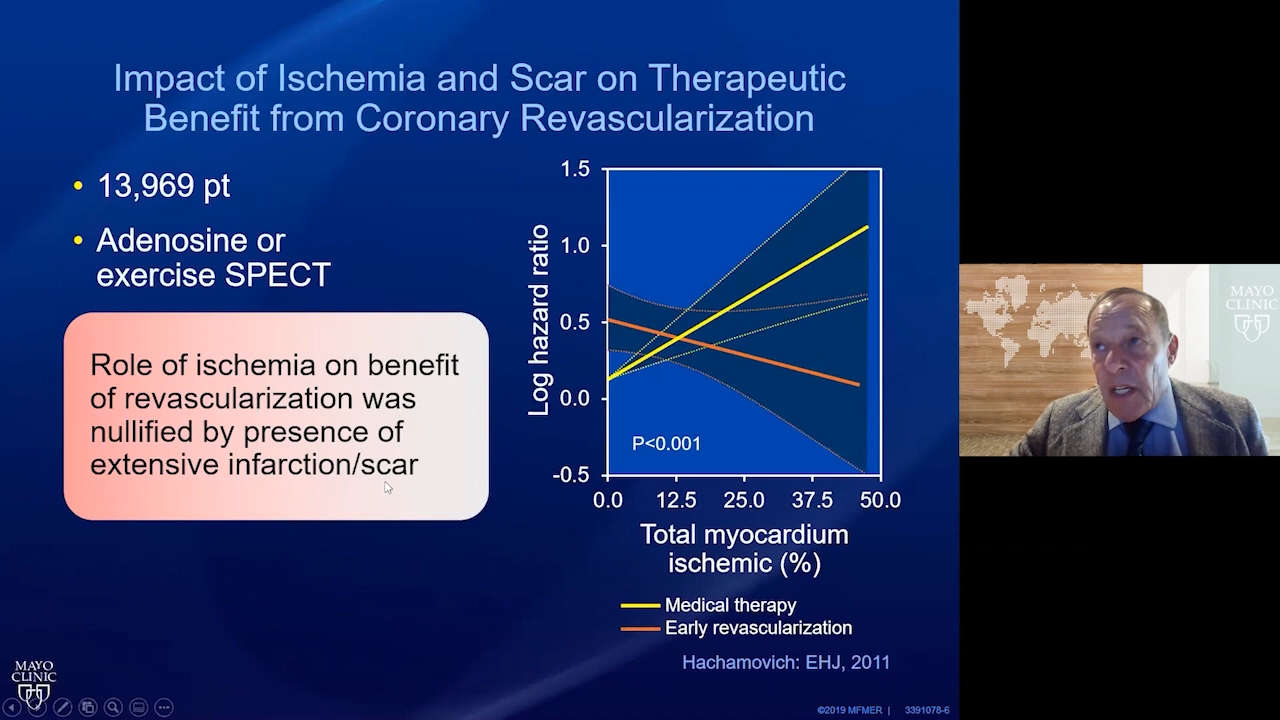 Impact of Ischemia and Scar on Therapeutic
Benefit from Coronary Revascularization
• 13,969 pt
• Adenosine or
exercise SPECT
Role of ischemia on benefit
of revascularization was
nullified by presence of
extensive infarction/scar
Log hazard ratio
1.5
1.0
0.5
0.0
-0.5
P<0.001
0.0 12.5 25.0 37.5 50.0
Total myocardium
ischemic (%)
Medical therapy
Early revascularization
Hachamovich: EHJ, 2011
MAYO
CLINIC
©2019 MFMER | 3391078-6
MAYO
CLINIC